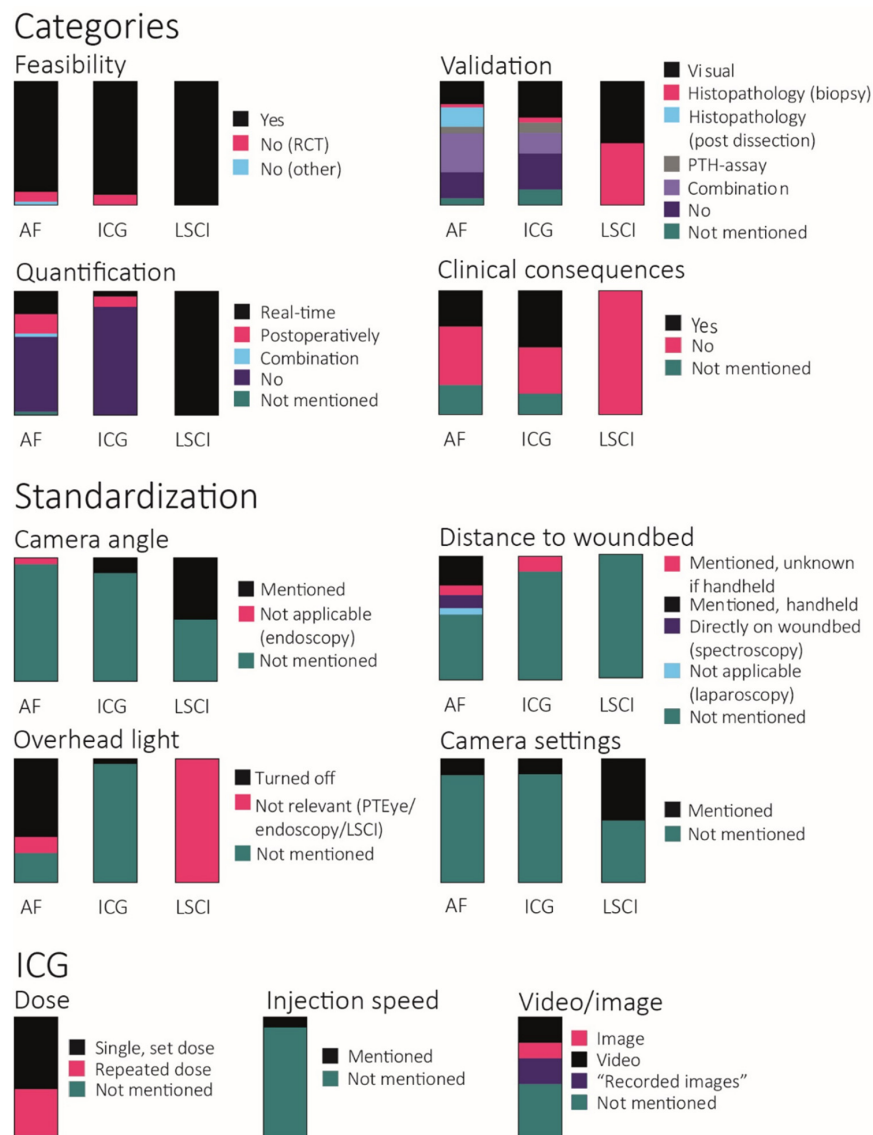 Categories
Feasibility
Yes
No (RCT)
No (other)
AF ICG LSCI
Validation
Visual
Histopathology (biopsy)
Histopathology
(post dissection)
PTH-assay
Combination
No
Not mentioned
AF ICG LSCI
Quantification
Real-time
Postoperatively
Combination
No
Not mentioned
AF ICG LSCI
Clinical consequences
Yes
No
Not mentioned
AF ICG LSCI
Standardization
Camera angle
Mentioned
Not applicable
(endoscopy)
Not mentioned
AF ICG LSCI
Distance to woundbed
Mentioned, unknown
if handheld
Mentioned, handheld
Directly on woundbed
(spectroscopy)
Not applicable
(laparoscopy)
Not mentioned
AF ICG LSCI
Overhead light
Turned off
Not relevant (PTEye/
endoscopy/LSCI)
Not mentioned
AF ICG LSCI
Camera settings
Mentioned
Not mentioned
AF ICG LSCI
ICG
Dose
Single, set dose
Repeated dose
Not mentioned
Injection speed
Mentioned
Not mentioned
Video/image
Image
Video
“Recorded images”
Not mentioned